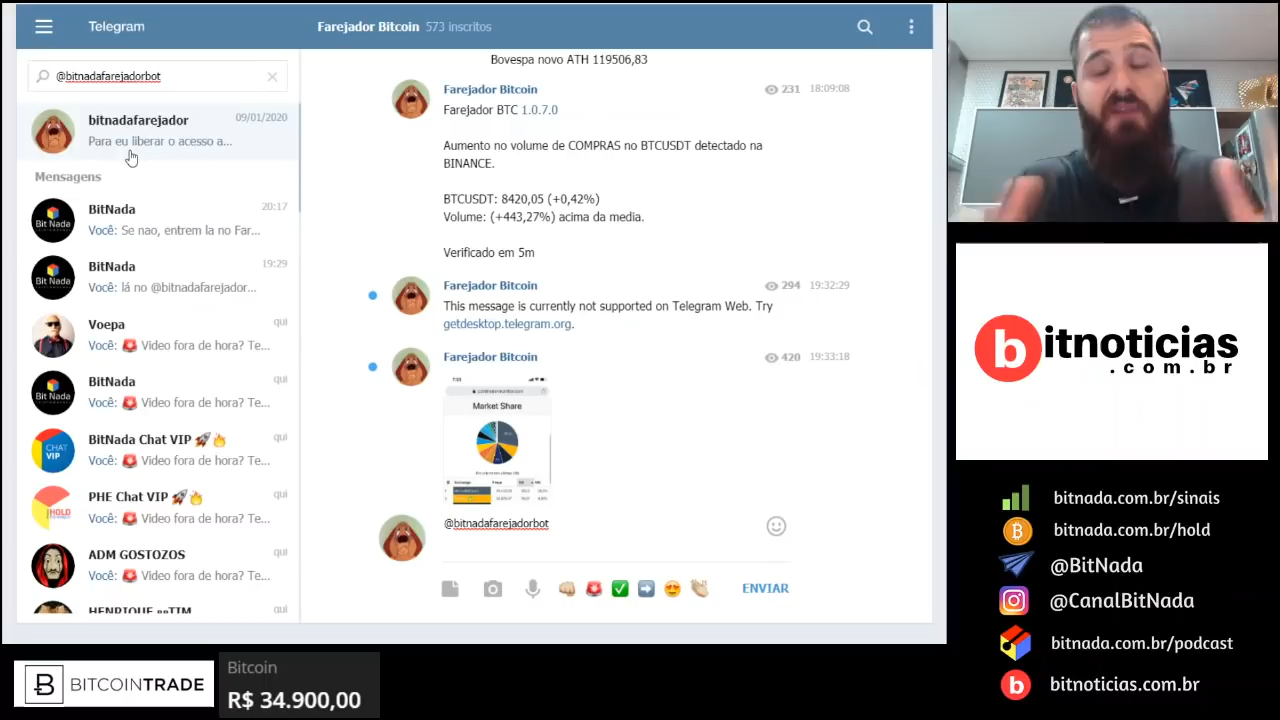 Telegram
Farejador Bitcoin 573 inscritos
@bitnadafarejadorbot
bitnadafarejador 09/01/2020
Para eu liberar o acesso a...
Mensagens
BitNada 20:17
Você: Se nao, entrem la no Far...
BitNada 19:29
Você: lá no @bitnadafarejador...
Voepa qui
Você: 🚨 Video fora de hora? Te...
BitNada qui
Você: 🚨 Video fora de hora? Te...
BitNada Chat VIP 🚀🔥 qui
Você: 🚨 Video fora de hora? Te...
PHE Chat VIP 🚀🔥 qui
Você: 🚨 Video fora de hora? Te...
ADM GOSTOZOS qui
Você: 🚨 Video fora de hora? Te...
qui
Bovespa novo ATH 119506,83
Farejador Bitcoin 231 18:09:08
Farejador BTC 1.0.7.0
Aumento no volume de COMPRAS no BTCUSDT detectado na
BINANCE.
BTCUSDT: 8420,05 (+0,42%)
Volume: (+443,27%) acima da media.
Verificado em 5m
Farejador Bitcoin 294 19:32:29
This message is currently not supported on Telegram Web. Try
getdesktop.telegram.org.
Farejador Bitcoin 420 19:33:18
Market Share
@bitnadafarejadorbot
ENVIAR
bitnoticias
.com.br
bitnada.com.br/sinais
bitnada.com.br/hold
@BitNada
@CanalBitNada
bitnada.com.br/podcast
bitnoticias.com.br
BITCOINTRADE
Bitcoin
R$ 34.900,00